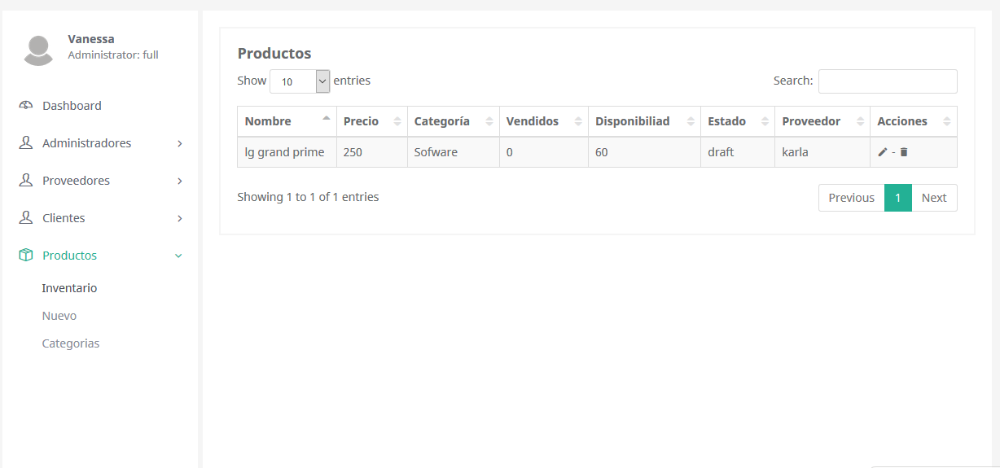 Vanessa
Administrator: full
Dashboard
Administradores
Proveedores
Clientes
Productos
Inventario
Nuevo
Categorias
Productos
Show 10 entries
Search:
Nombre Precio Categoría Vendidos Disponibiliad Estado Proveedor Acciones
lg grand prime 250 Sofware 0 60 draft karla -
Showing 1 to 1 of 1 entries
Previous 1 Next